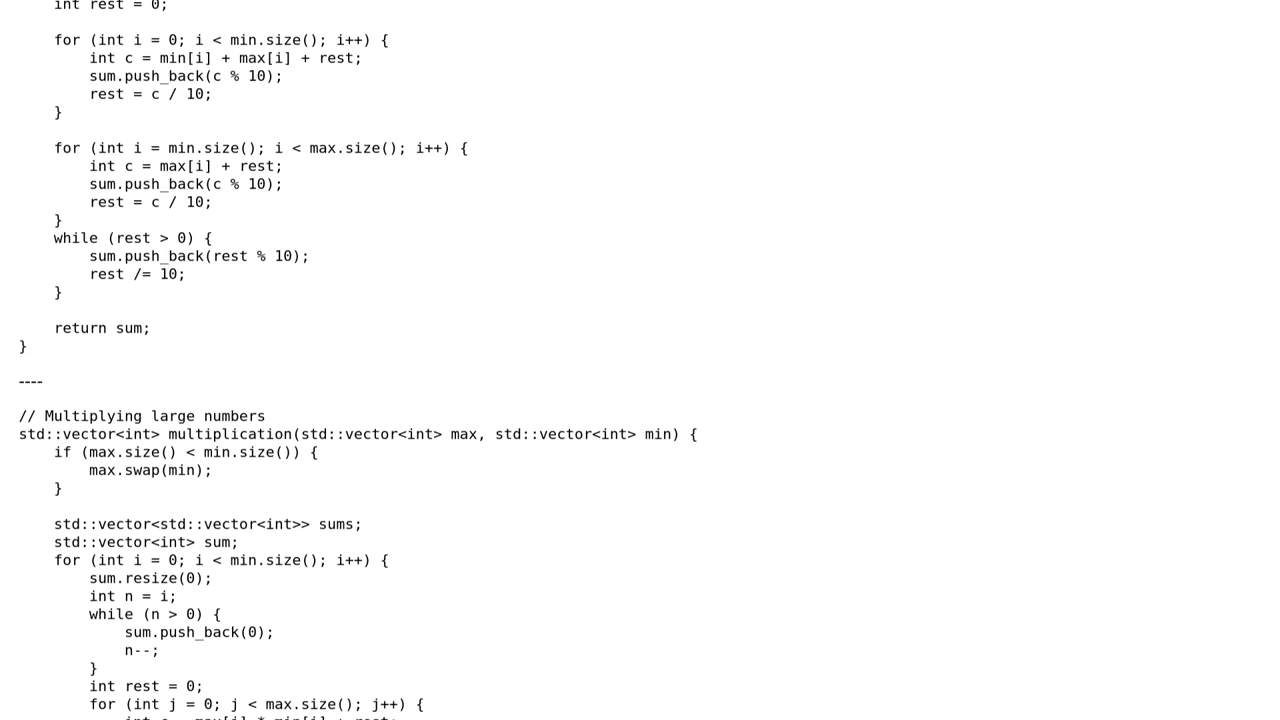 int rest = 0;
for (int i = 0; i < min.size(); i++) {
int c = min[i] + max[i] + rest;
sum.push_back(c % 10);
rest = c / 10;
}
for (int i = min.size(); i < max.size(); i++) {
int c = max[i] + rest;
sum.push_back(c % 10);
rest = c / 10;
}
while (rest > 0) {
sum.push_back(rest % 10);
rest /= 10;
}
return sum;
}
----
// Multiplying large numbers
std::vector<int> multiplication(std::vector<int> max, std::vector<int> min) {
if (max.size() < min.size()) {
max.swap(min);
}
std::vector<std::vector<int>> sums;
std::vector<int> sum;
for (int i = 0; i < min.size(); i++) {
sum.resize(0);
int n = i;
while (n > 0) {
sum.push_back(0);
n--;
}
int rest = 0;
for (int j = 0; j < max.size(); j++) {